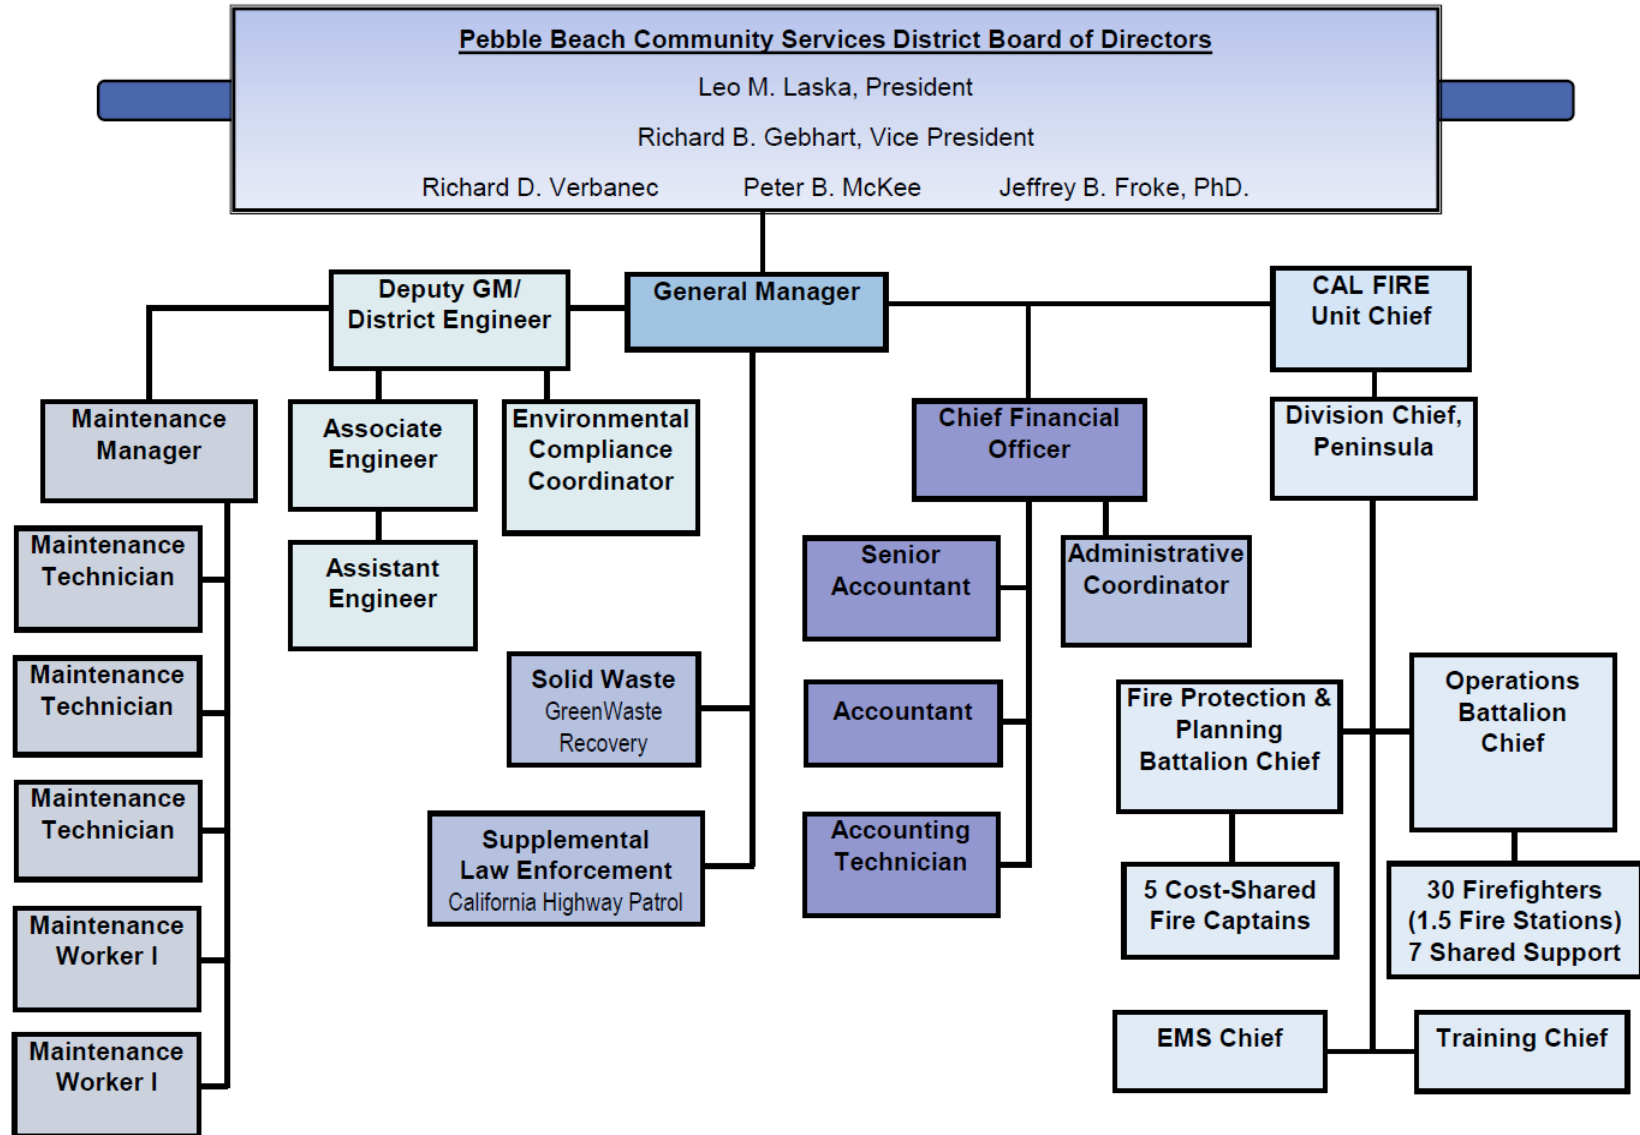 Pebble Beach Community Services District Board of Directors
Leo M. Laska, President
Richard B. Gebhart, Vice President
Richard D. Verbanec Peter B. McKee Jeffrey B. Froke, PhD.
Deputy GM/
District Engineer
General Manager
CAL FIRE
Unit Chief
Maintenance
Manager
Associate
Engineer
Environmental
Compliance
Coordinator
Chief Financial
Officer
Division Chief,
Peninsula
Maintenance
Technician
Assistant
Engineer
Senior
Accountant
Administrative
Coordinator
Maintenance
Technician
Solid Waste
GreenWaste
Recovery
Accountant
Fire Protection &
Planning
Battalion Chief
Operations
Battalion
Chief
Maintenance
Technician
Supplemental
Law Enforcement
California Highway Patrol
Accounting
Technician
5 Cost-Shared
Fire Captains
30 Firefighters
(1.5 Fire Stations)
7 Shared Support
Maintenance
Worker I
Maintenance
Worker I
EMS Chief
Training Chief